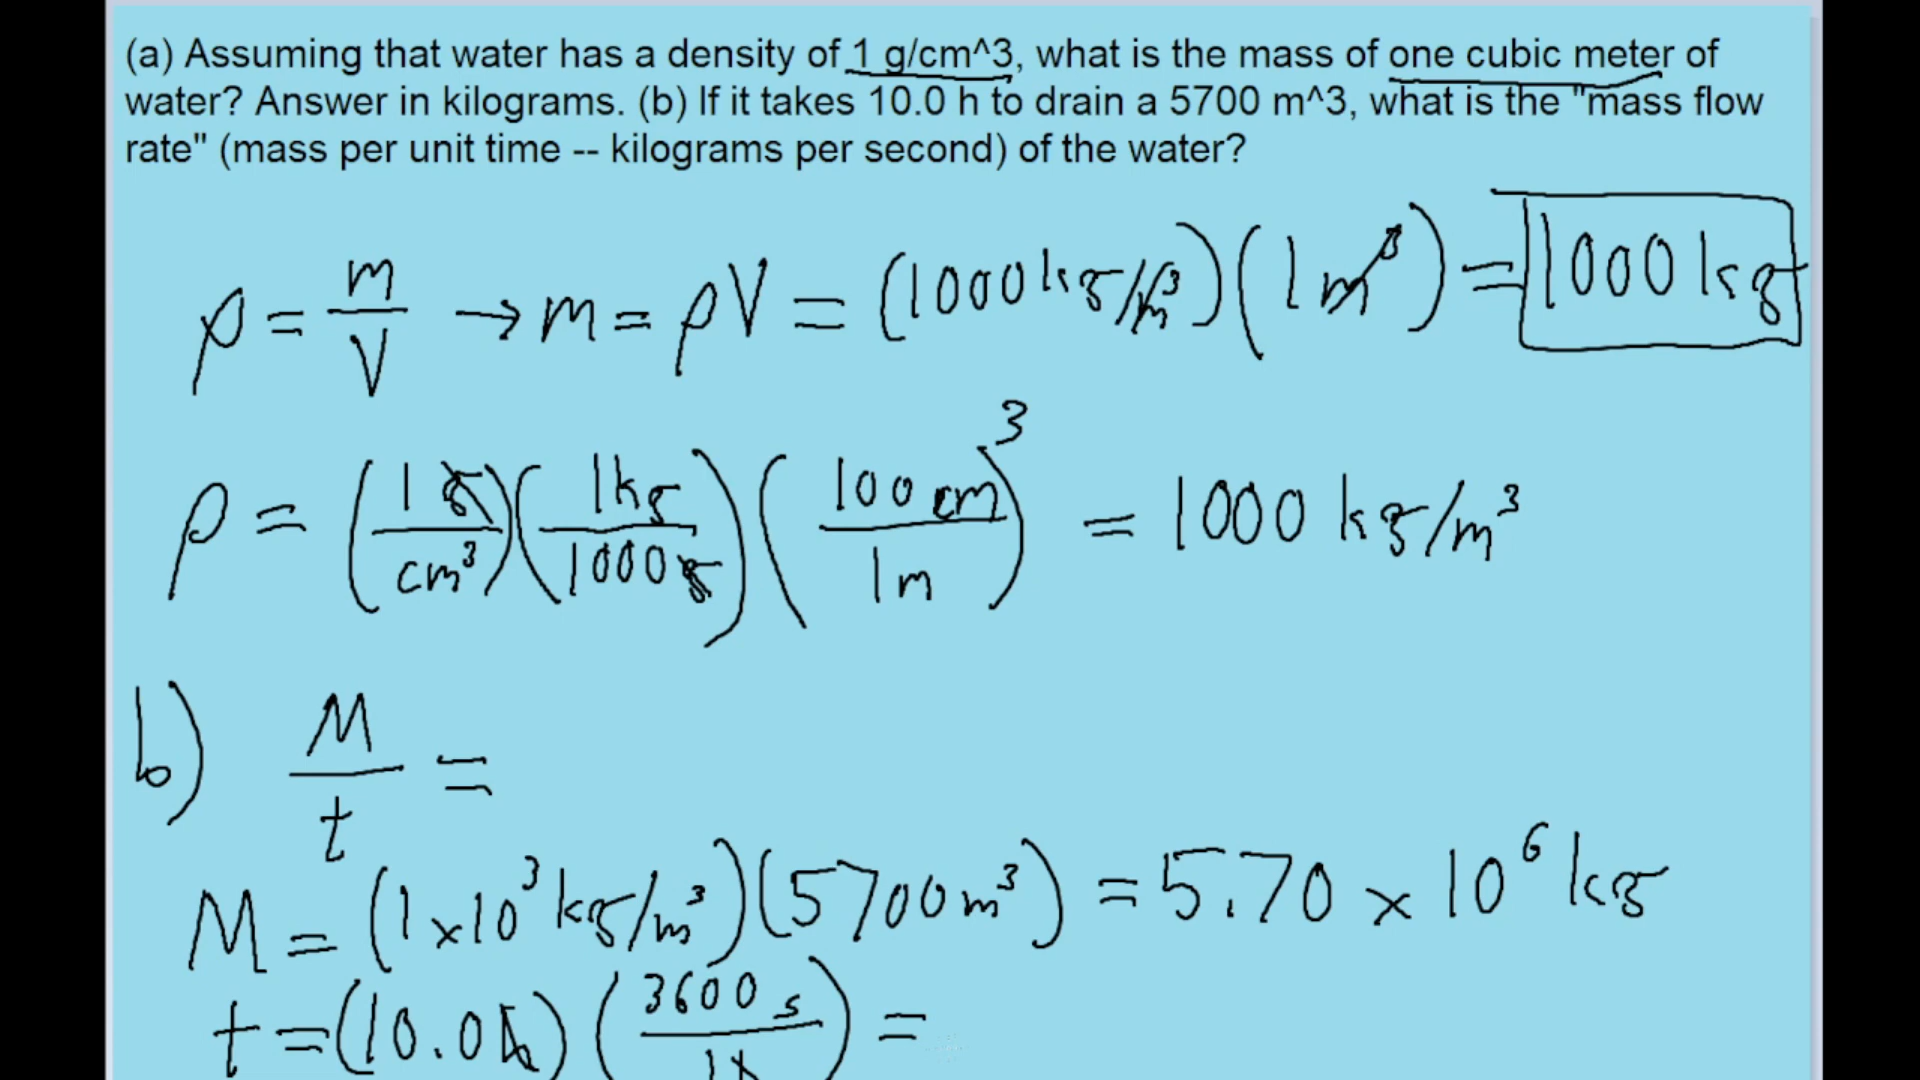 (a) Assuming that water has a density of 1 g/cm^3, what is the mass of one cubic meter of
water? Answer in kilograms. (b) If it takes 10.0 h to drain a 5700 m^3, what is the "mass flow
rate" (mass per unit time -- kilograms per second) of the water?
ρ = m/V → m = ρV = (1000 kg/m³)(1 m³) = 1000 kg
ρ = (1 g/cm³)(1 kg/1000 g)(100 cm/1 m)³ = 1000 kg/m³
b) M/t =
M = (1×10³ kg/m³)(5700 m³) = 5.70 × 10⁶ kg
t = (10.0 h)(3600 s/1 h) =